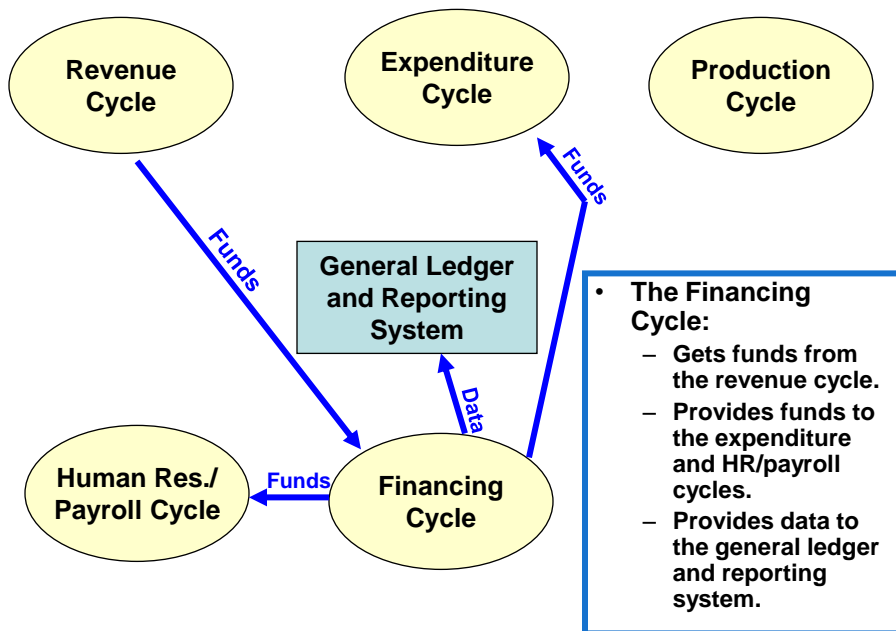 Revenue
Cycle
Expenditure
Cycle
Production
Cycle
Funds
Funds
General Ledger
and Reporting
System
Data
Human Res./
Payroll Cycle
Funds
Financing
Cycle
• The Financing
Cycle:
– Gets funds from
the revenue cycle.
– Provides funds to
the expenditure
and HR/payroll
cycles.
– Provides data to
the general ledger
and reporting
system.